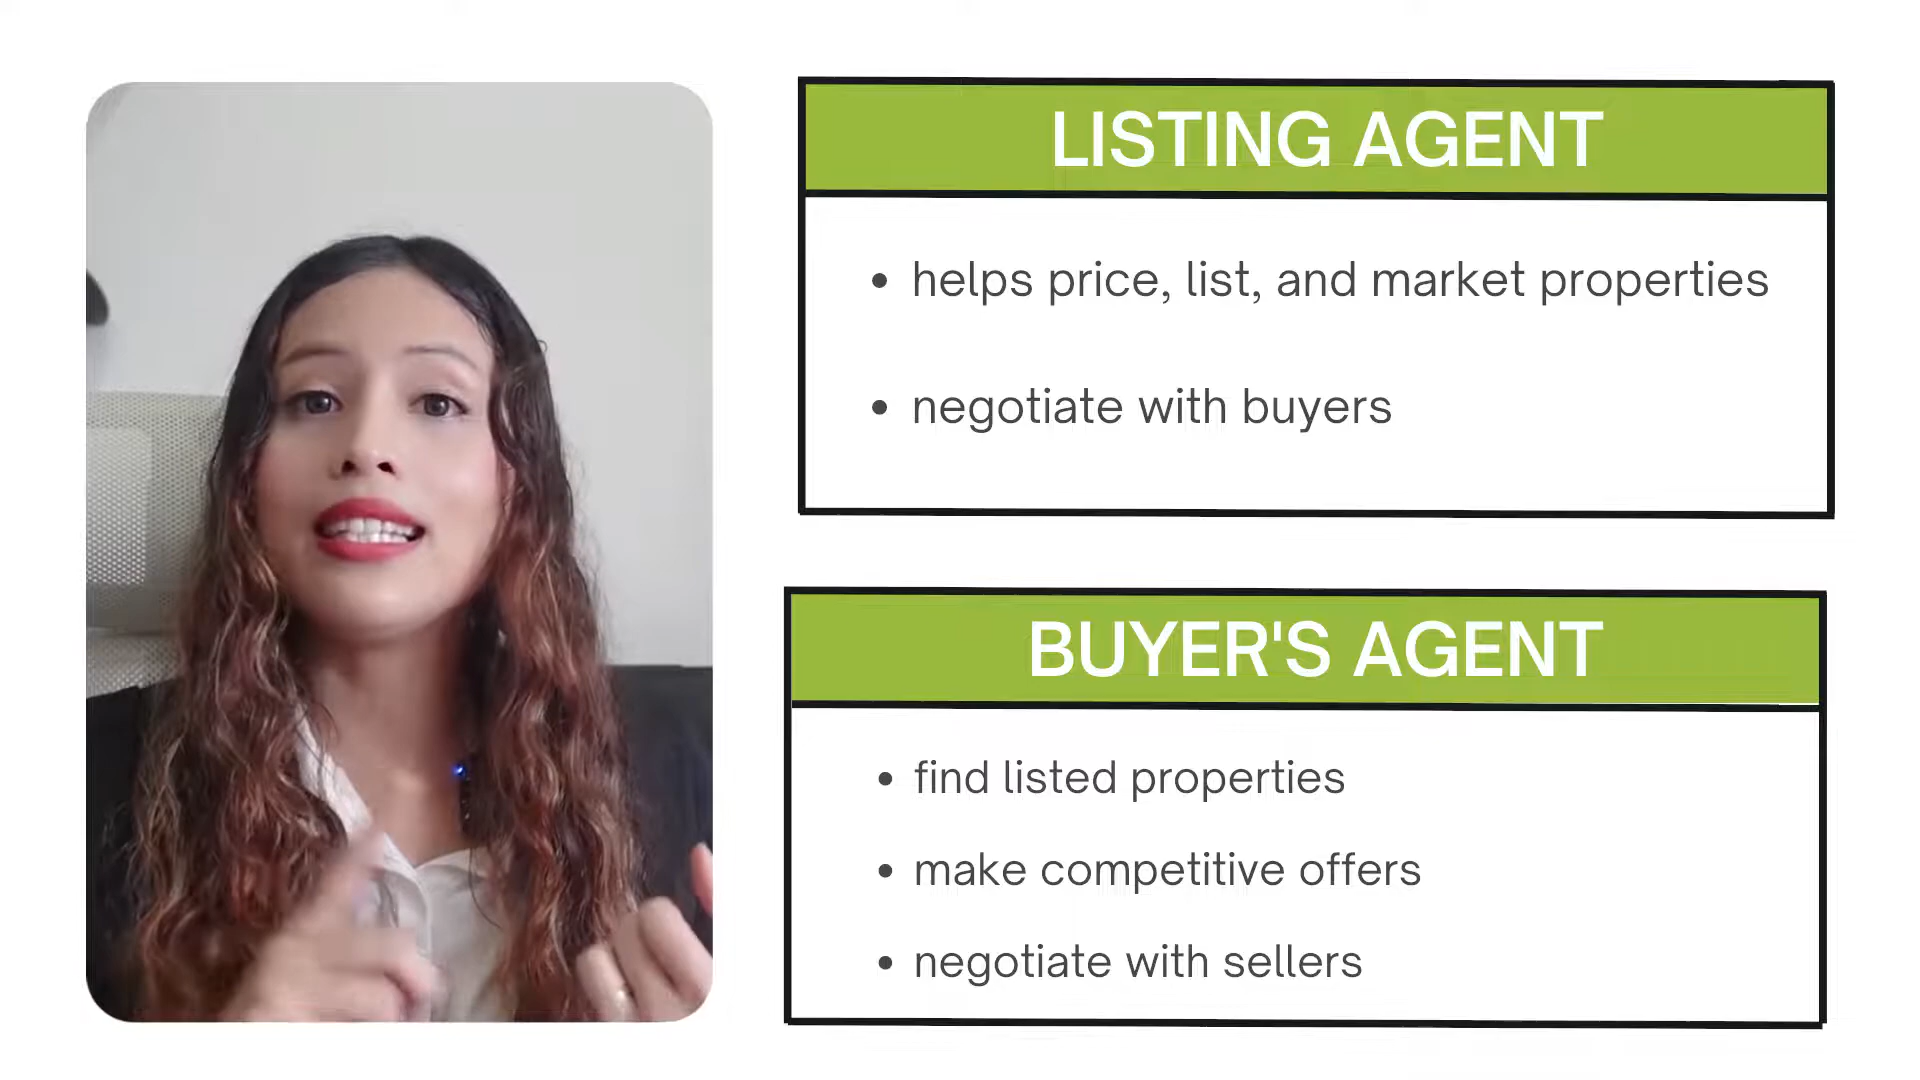 LISTING AGENT
• helps price, list, and market properties
• negotiate with buyers
BUYER'S AGENT
• find listed properties
• make competitive offers
• negotiate with sellers